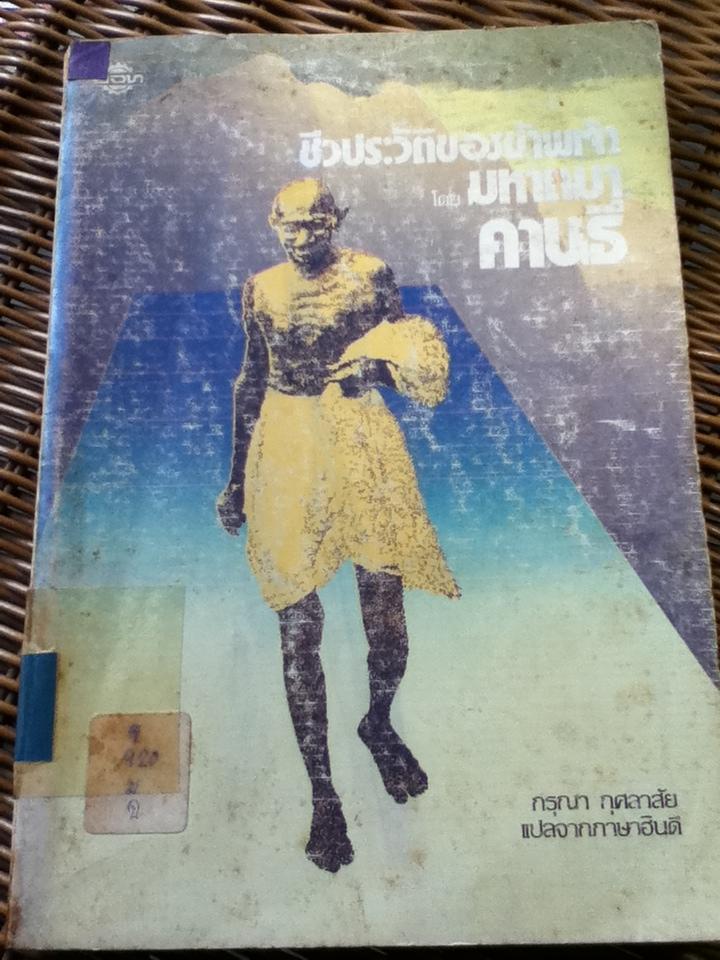 ชีวประวัติของข้าพเจ้า
โดย มหาตมา
คานธี
กรุณา กุศลาสัย
แปลจากภาษาฮินดี
920